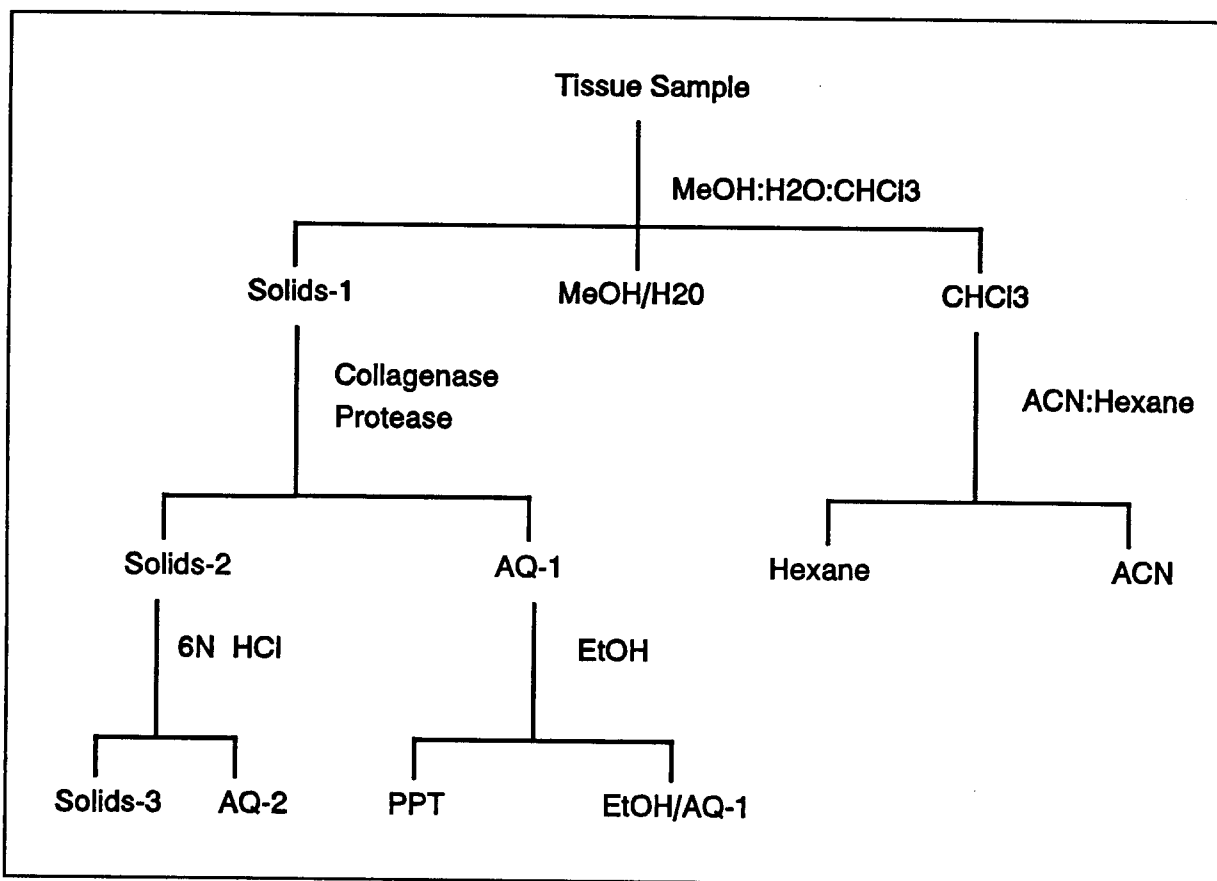 Tissue Sample
MeOH:H2O:CHCl3
Solids-1
MeOH/H20
CHCl3
Collagenase
Protease
ACN:Hexane
Solids-2
AQ-1
Hexane
ACN
6N HCl
EtOH
Solids-3
AQ-2
PPT
EtOH/AQ-1